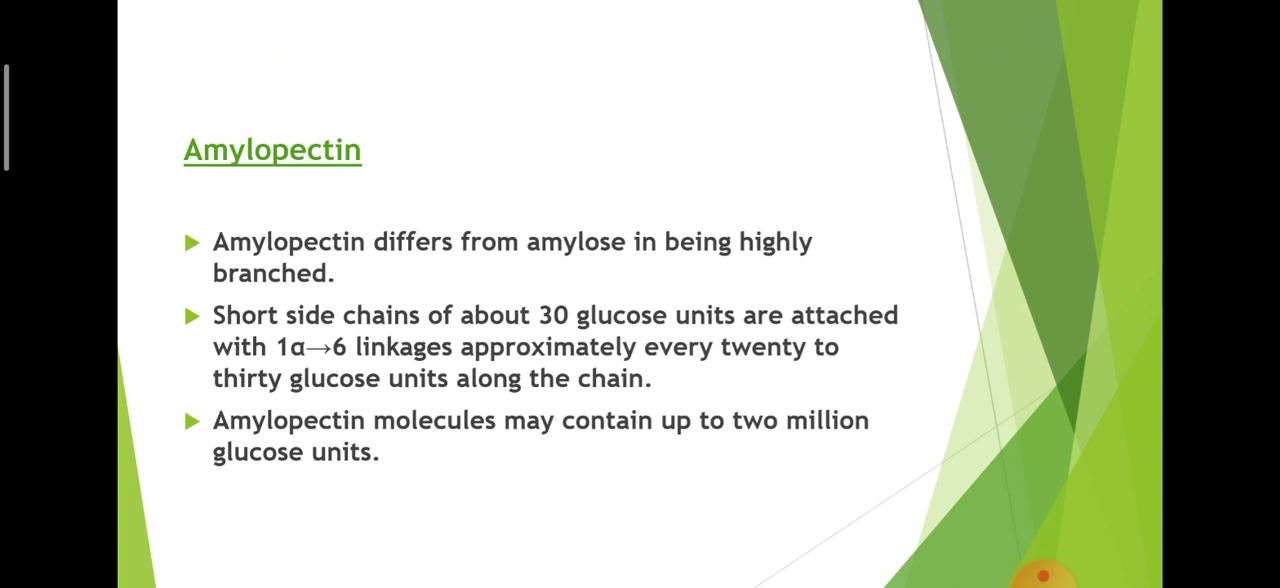 Amylopectin
Amylopectin differs from amylose in being highly
branched.
Short side chains of about 30 glucose units are attached
with 1α→6 linkages approximately every twenty to
thirty glucose units along the chain.
Amylopectin molecules may contain up to two million
glucose units.